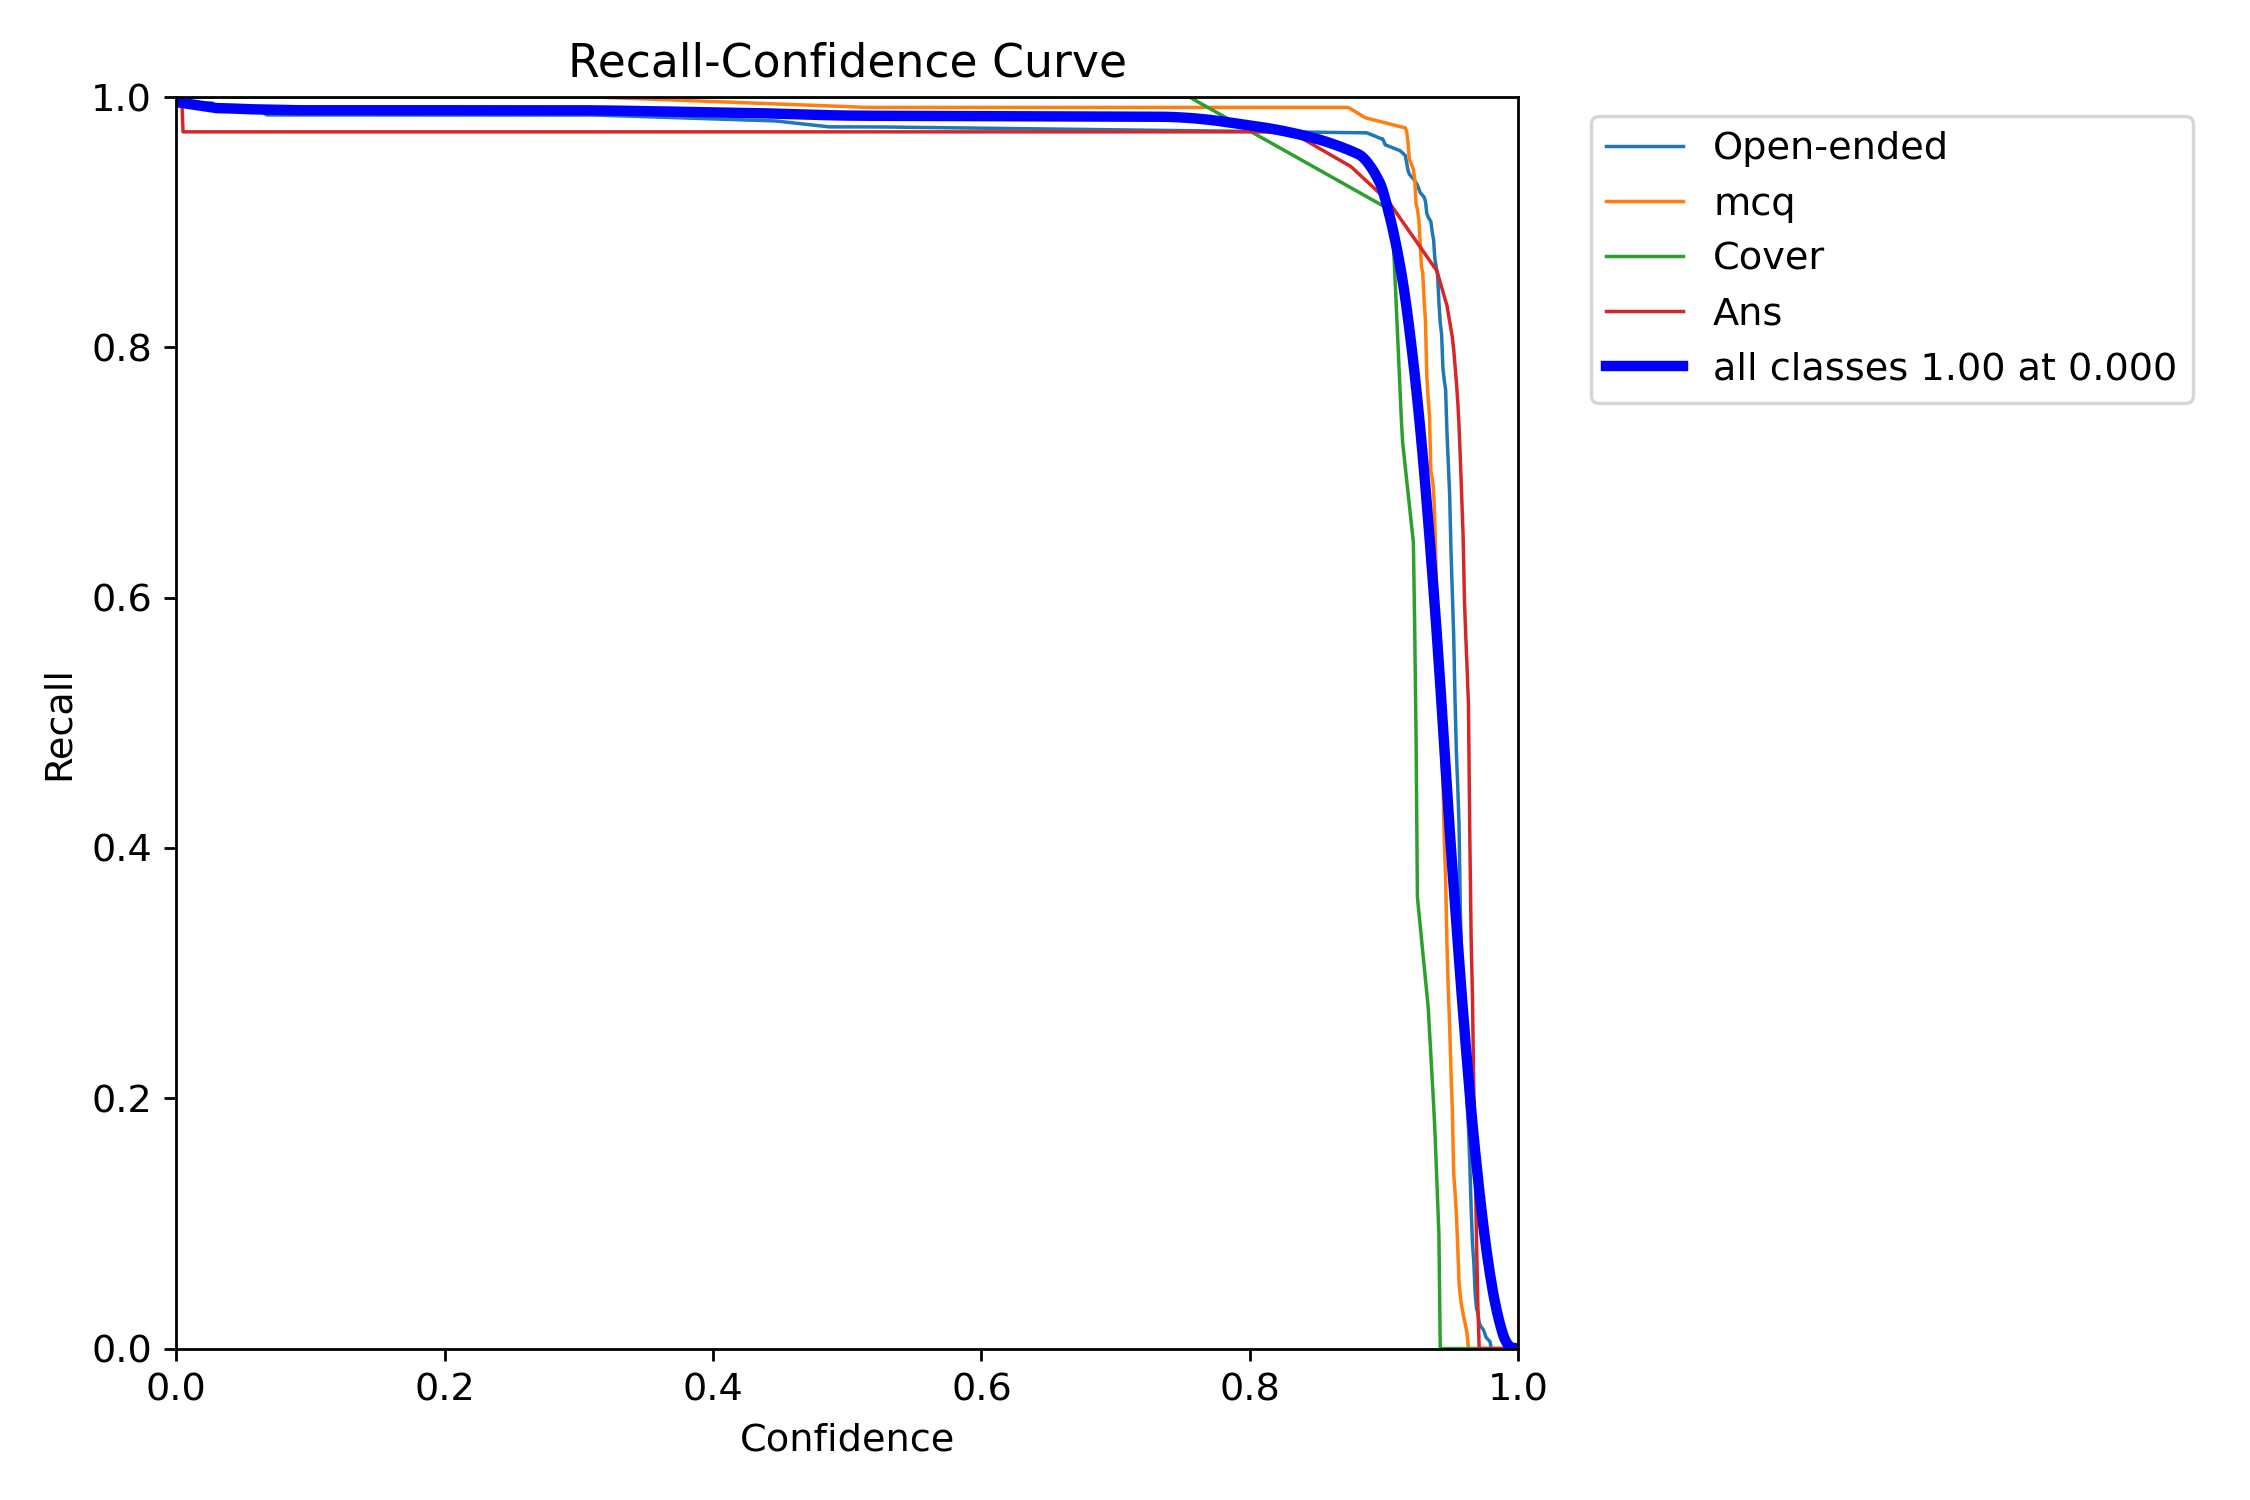 Recall-Confidence Curve
1.0
0.8
0.6
0.4
0.2
0.0
Recall
0.0 0.2 0.4 0.6 0.8 1.0
Confidence
Open-ended
mcq
Cover
Ans
all classes 1.00 at 0.000